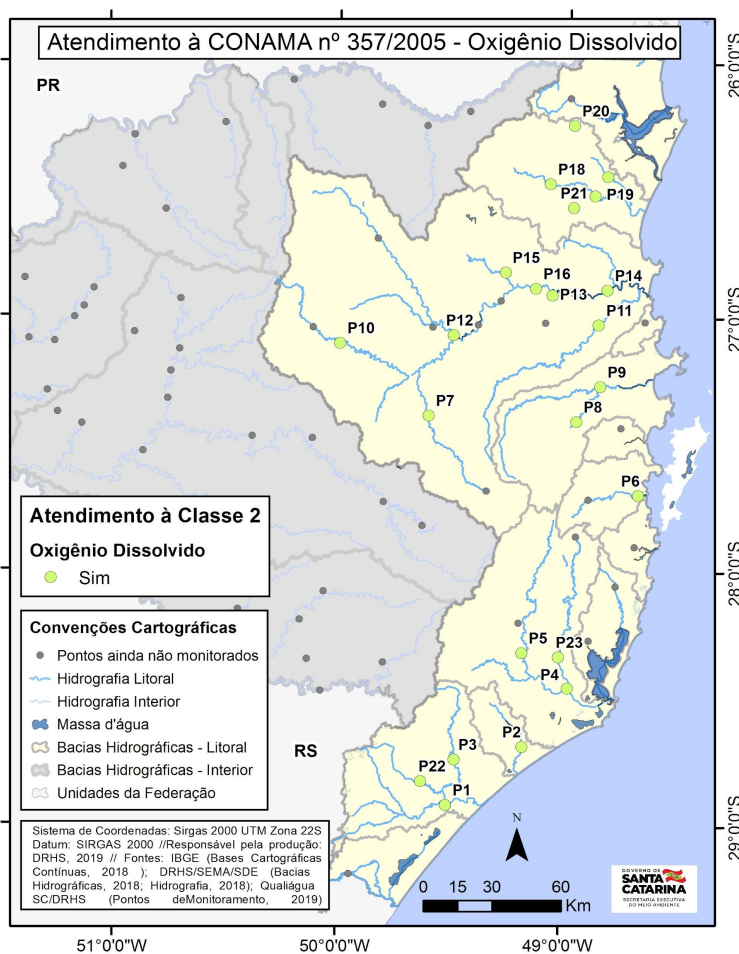 Atendimento à CONAMA nº 357/2005 - Oxigênio Dissolvido
PR
26°0'0"S
P20
P18
P21
P19
P15
P16
P14
P13
P12
P11
P10
27°0'0"S
P9
P7
P8
P6
Atendimento à Classe 2
Oxigênio Dissolvido
Sim
28°0'0"S
Convenções Cartográficas
Pontos ainda não monitorados
Hidrografia Litoral
Hidrografia Interior
Massa d'água
Bacias Hidrográficas - Litoral
Bacias Hidrográficas - Interior
Unidades da Federação
P5
P23
P4
RS
P3
P2
P22
P1
29°0'0"S
Sistema de Coordenadas: Sirgas 2000 UTM Zona 22S
Datum: SIRGAS 2000 //Responsável pela produção:
DRHS, 2019 // Fontes: IBGE (Bases Cartográficas
Contínuas, 2018 ); DRHS/SEMA/SDE (Bacias
Hidrográficas, 2018; Hidrografia, 2018); Qualiágua
SC/DRHS (Pontos deMonitoramento, 2019)
N
0 15 30 60
Km
GOVERNO DE
SANTA
CATARINA
SECRETARIA EXECUTIVA
DO MEIO AMBIENTE
51°0'0"W
50°0'0"W
49°0'0"W